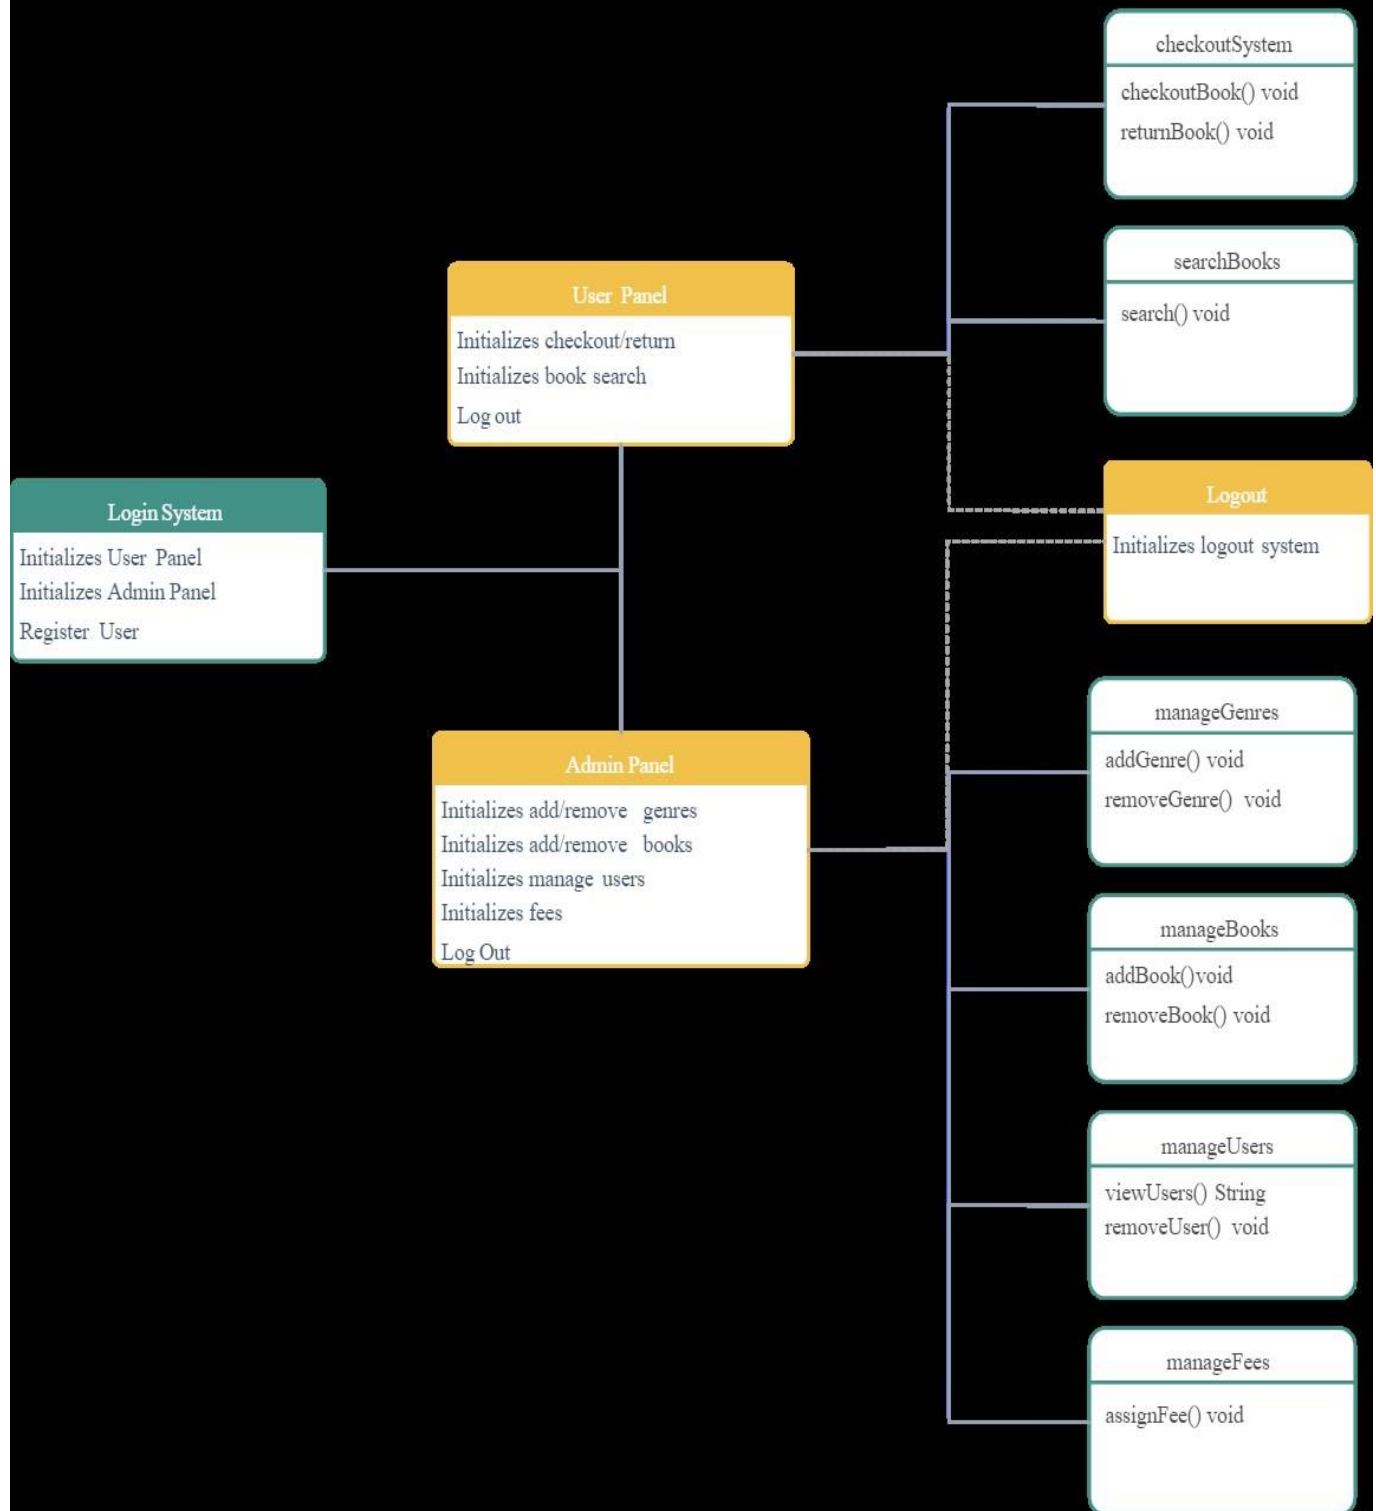 checkoutSystem
checkoutBook() void
returnBook() void
searchBooks
search() void
User Panel
Initializes checkout/return
Initializes book search
Log out
Login System
Initializes User Panel
Initializes Admin Panel
Register User
Logout
Initializes logout system
Admin Panel
Initializes add/remove genres
Initializes add/remove books
Initializes manage users
Initializes fees
Log Out
manageGenres
addGenre() void
removeGenre() void
manageBooks
addBook()void
removeBook() void
manageUsers
viewUsers() String
removeUser() void
manageFees
assignFee() void